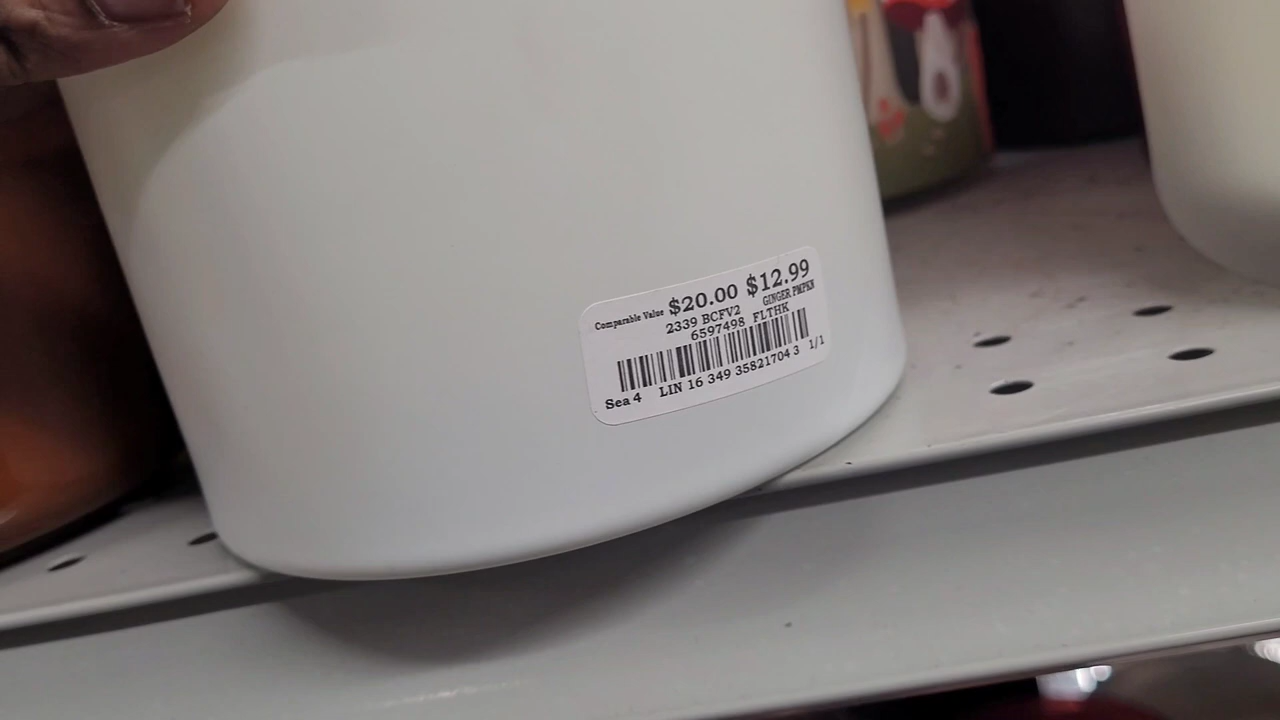 Comparable Value $20.00 $12.99
2339 BCFV2 GINGER PMPKN
6597498 FLTHK
Sea 4 LIN 16 349 35821704 3 1/1